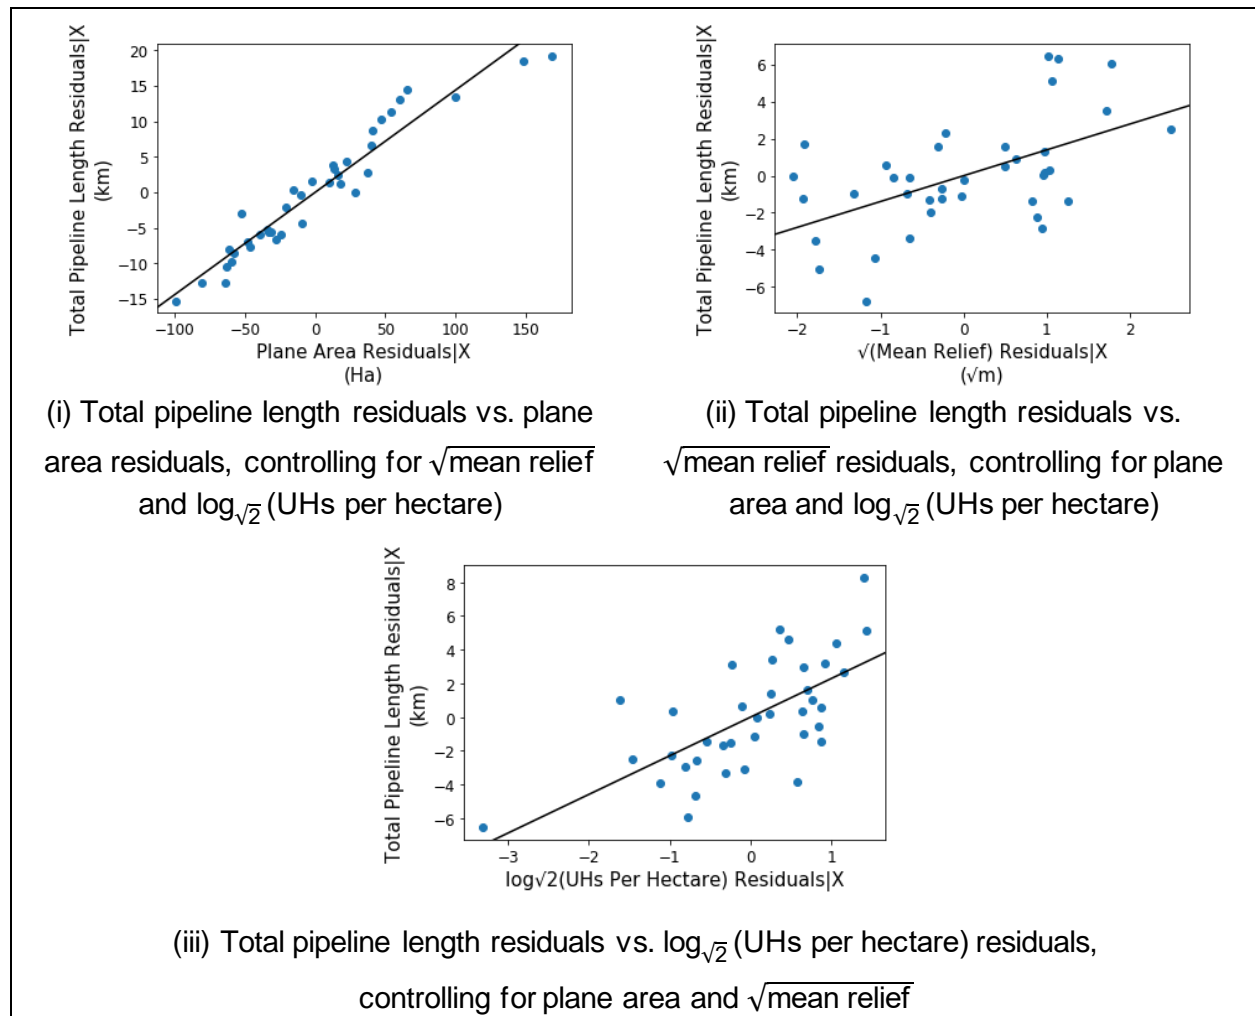 Total Pipeline Length Residuals|X
(km)
20
15
10
5
0
−5
−10
−15
−100
−50
0
50
100
150
Plane Area Residuals|X
(Ha)
(i) Total pipeline length residuals vs. plane
area residuals, controlling for √mean relief
and log√2 (UHs per hectare)
Total Pipeline Length Residuals|X
(km)
6
4
2
0
−2
−4
−6
−2
−1
0
1
2
√(Mean Relief) Residuals|X
(√m)
(ii) Total pipeline length residuals vs.
√mean relief residuals, controlling for plane
area and log√2 (UHs per hectare)
Total Pipeline Length Residuals|X
(km)
8
6
4
2
0
−2
−4
−6
−3
−2
−1
0
1
log√2(UHs Per Hectare) Residuals|X
(iii) Total pipeline length residuals vs. log√2 (UHs per hectare) residuals,
controlling for plane area and √mean relief